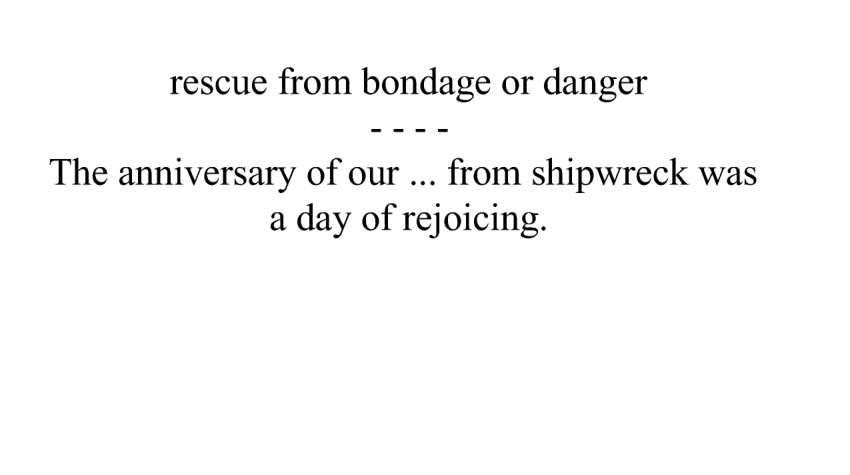 rescue from bondage or danger
- - - -
The anniversary of our ... from shipwreck was
a day of rejoicing.